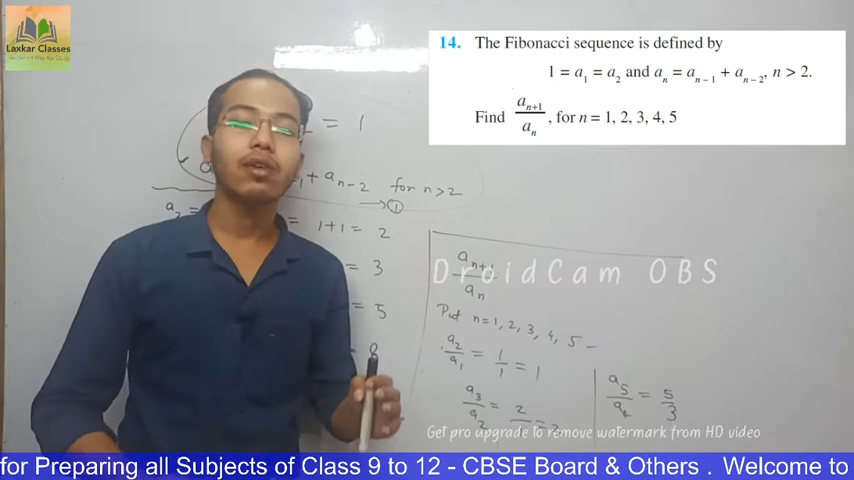 Laxkar Classes
14. The Fibonacci sequence is defined by
1 = a₁ = a₂ and aₙ = aₙ₋₁ + aₙ₋₂, n > 2.
Find aₙ₊₁/aₙ, for n = 1, 2, 3, 4, 5
= 1
+ aₙ₋₂ for n>2
→ ①
a₃ = = 1+1 = 2
= 3
= 5
= 8
aₙ₊₁/aₙ
Put n=1, 2, 3, 4, 5 –
a₂/a₁ = 1/1 = 1
a₃/a₂ = 2/ = 2
a₅/a₄ = 5/3
DroidCam OBS
Get pro upgrade to remove watermark from HD video
for Preparing all Subjects of Class 9 to 12 - CBSE Board & Others . Welcome to